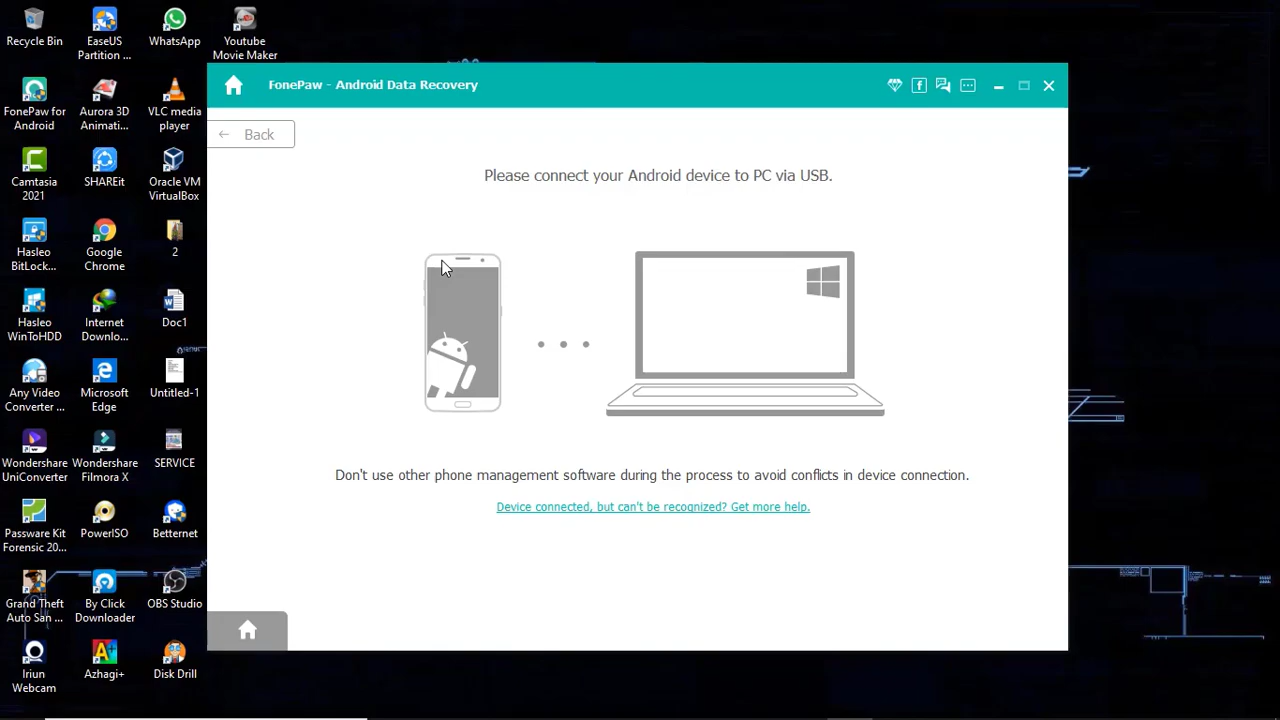 Recycle Bin
EaseUS
Partition ...
WhatsApp
Youtube
Movie Maker
FonePaw for
Android
Aurora 3D
Animati...
VLC media
player
Camtasia
2021
SHAREit
Oracle VM
VirtualBox
Hasleo
BitLock...
Google
Chrome
2
Hasleo
WinToHDD
Internet
Downlo...
Doc1
Any Video
Converter ...
Microsoft
Edge
Untitled-1
Wondershare
UniConverter
Wondershare
Filmora X
SERVICE
Passware Kit
Forensic 20...
PowerISO
Betternet
Grand Theft
Auto San ...
By Click
Downloader
OBS Studio
Iriun
Webcam
Azhagi+
Disk Drill
FonePaw - Android Data Recovery
Back
Please connect your Android device to PC via USB.
Don't use other phone management software during the process to avoid conflicts in device connection.
Device connected, but can't be recognized? Get more help.